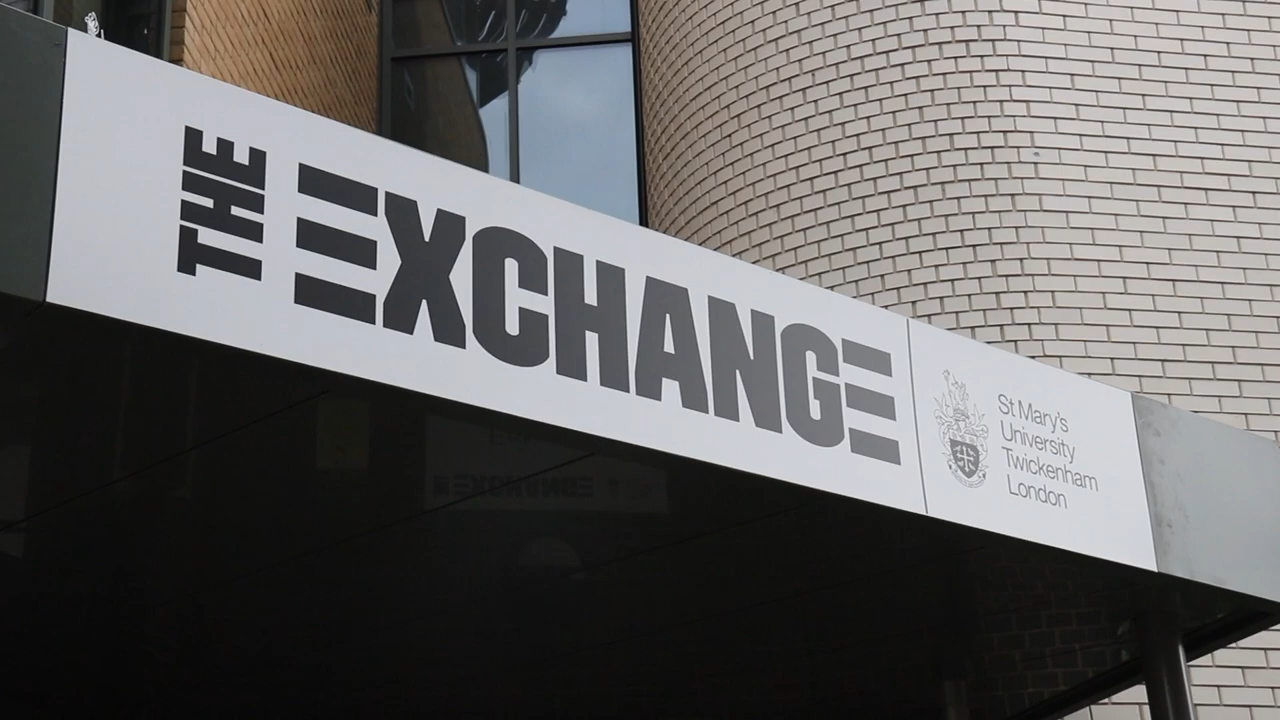 THE
EXCHANGE
St Mary's
University
Twickenham
London